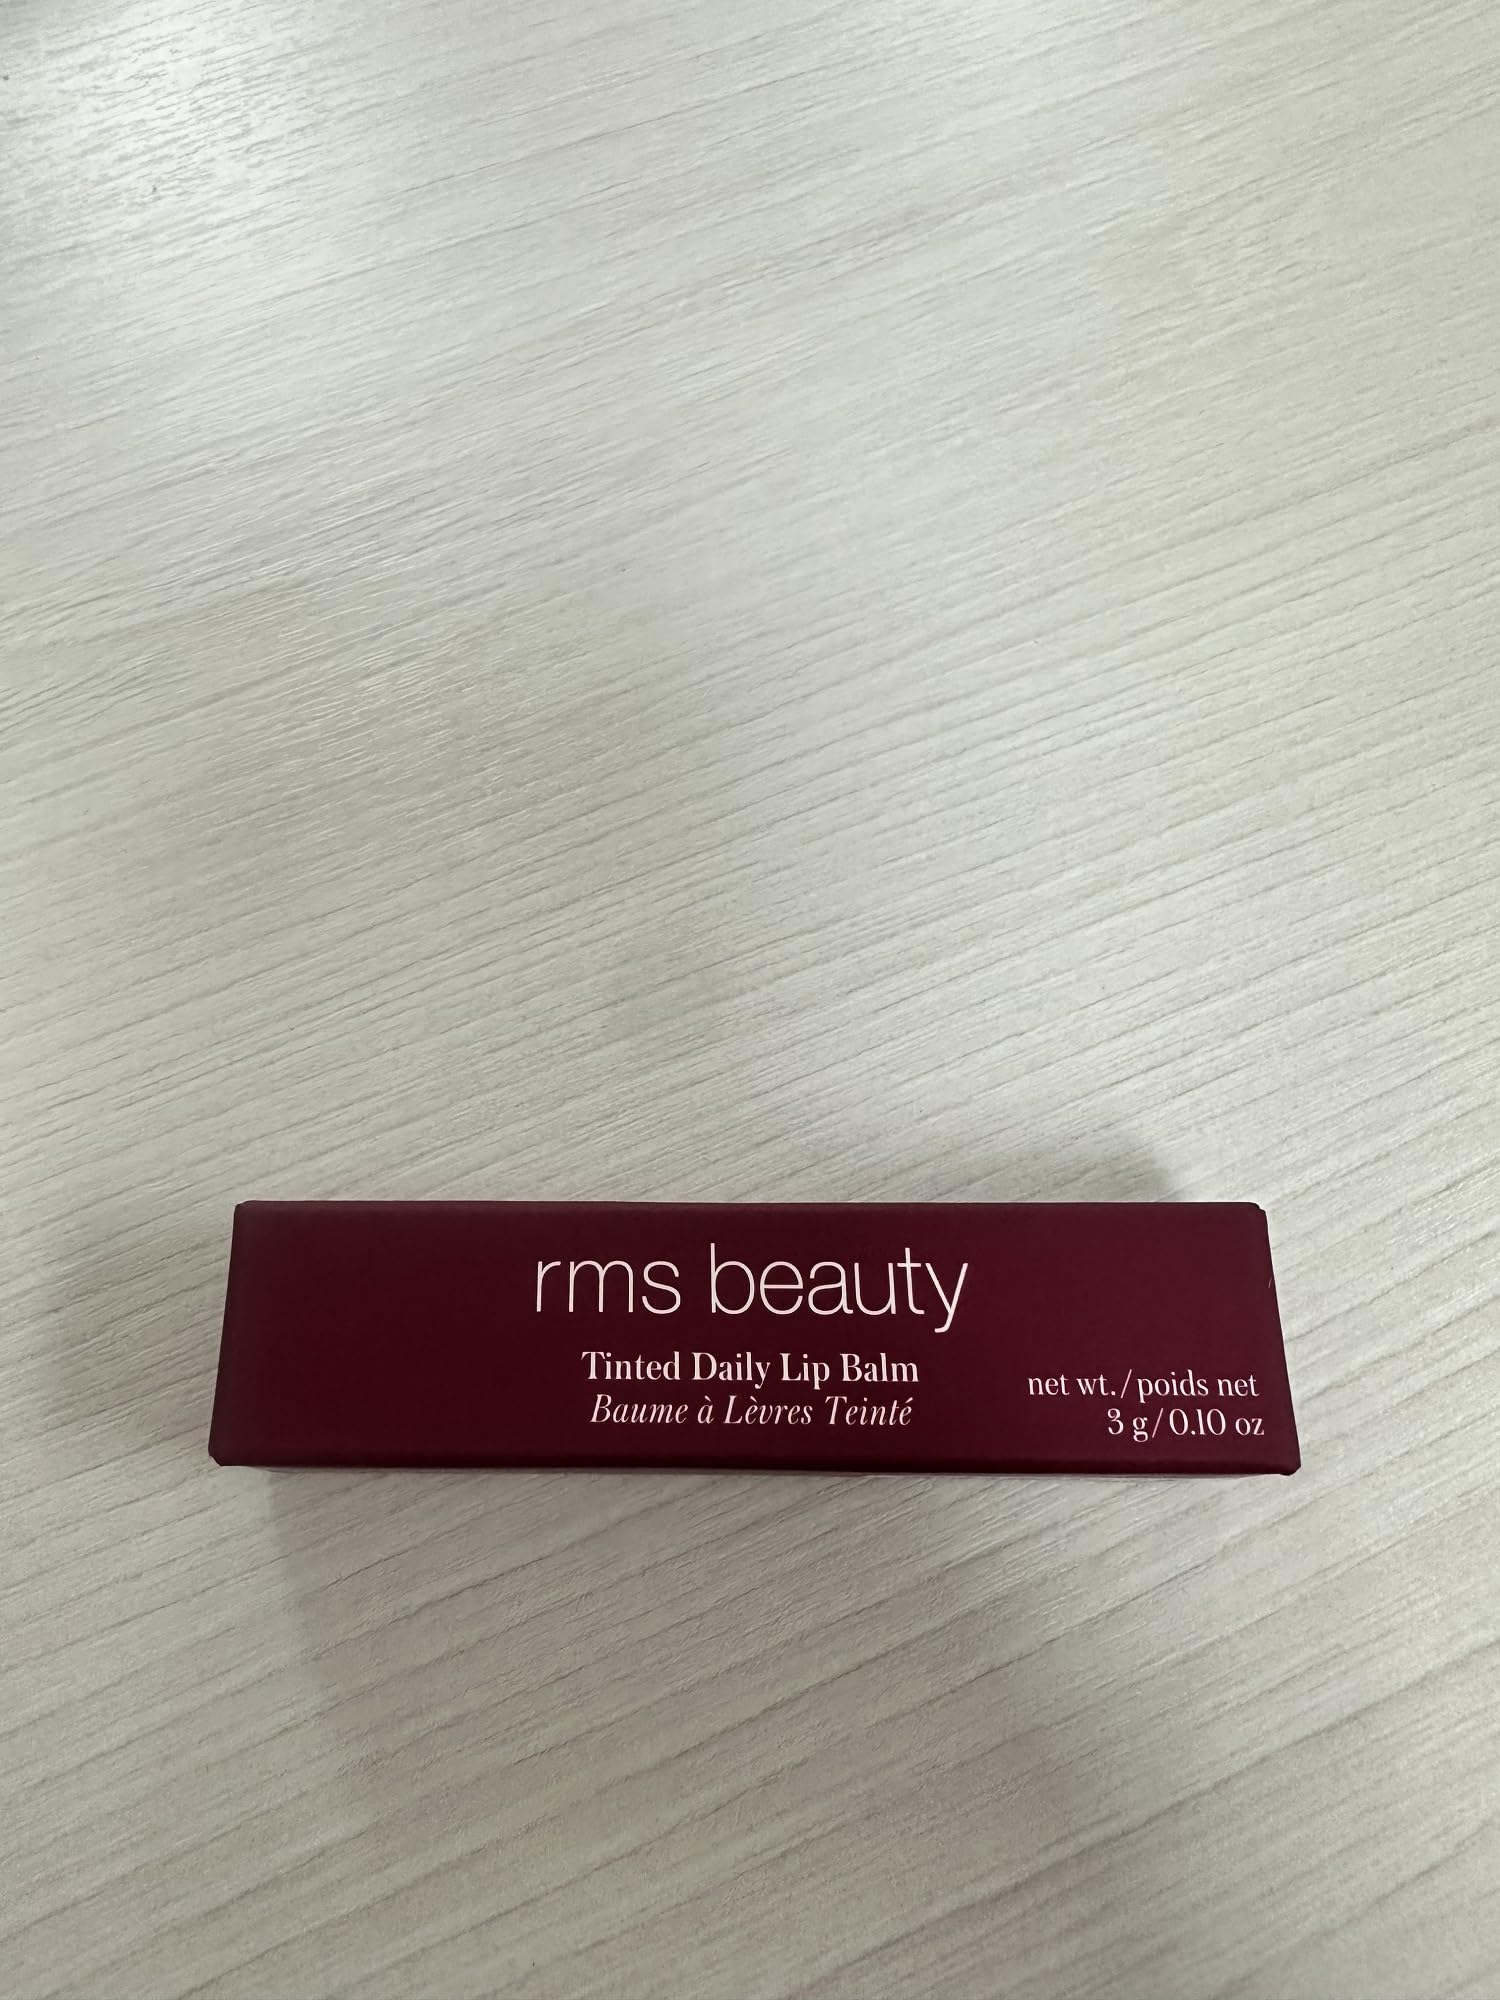 rms beauty
Tinted Daily Lip Balm
Baume à Lèvres Teinté
net wt./poids net
3 g/0.10 oz